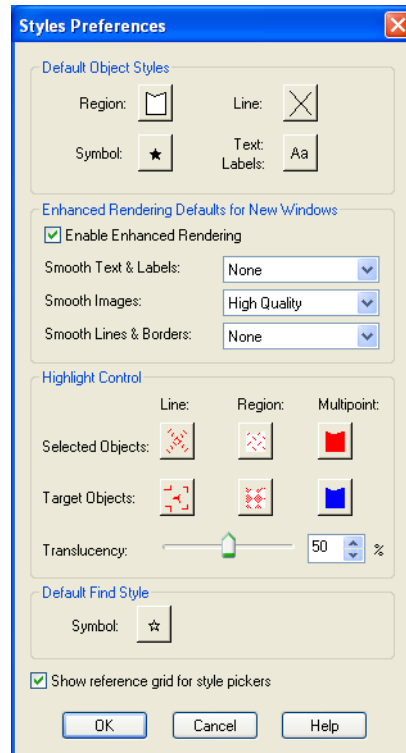 Styles Preferences
Default Object Styles
Region: Line:
Symbol: Text:
Labels: Aa
Enhanced Rendering Defaults for New Windows
Enable Enhanced Rendering
Smooth Text & Labels: None
Smooth Images: High Quality
Smooth Lines & Borders: None
Highlight Control
Line: Region: Multipoint:
Selected Objects:
Target Objects:
Translucency: 50 %
Default Find Style
Symbol:
Show reference grid for style pickers
OK Cancel Help